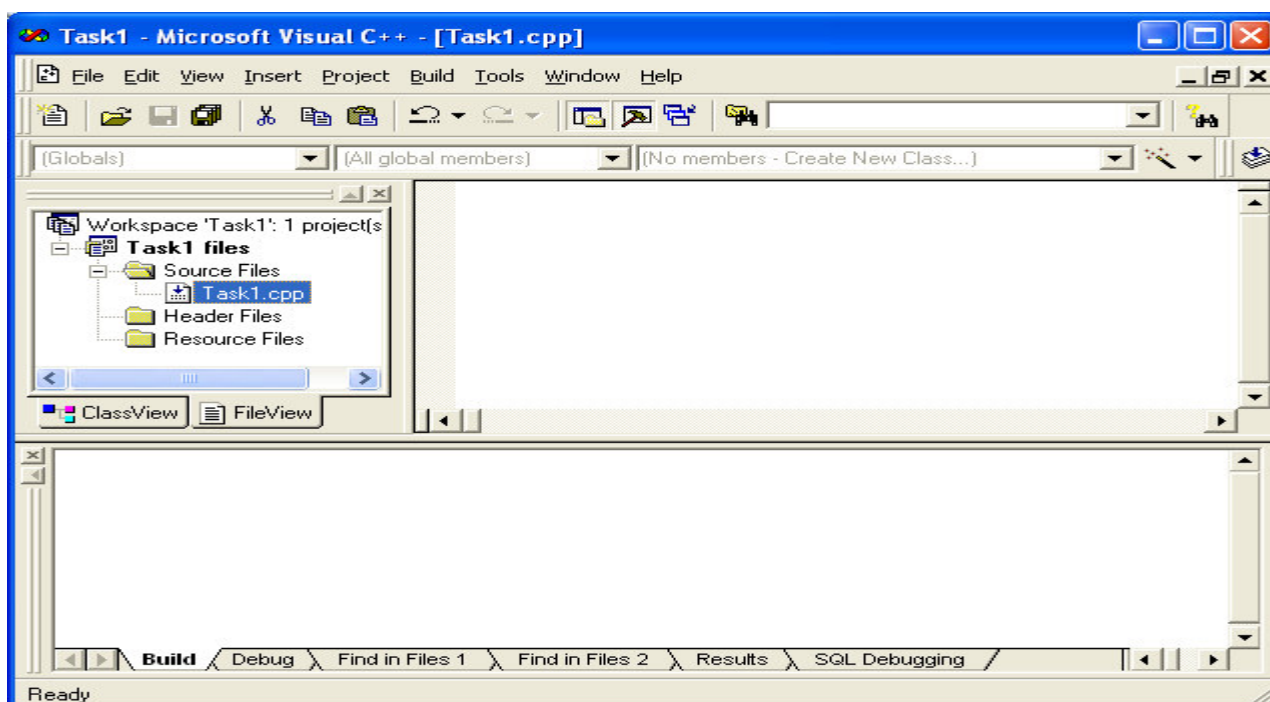 Task1 - Microsoft Visual C++ - [Task1.cpp]
File Edit View Insert Project Build Tools Window Help
(Globals) (All global members) (No members - Create New Class...)
Workspace 'Task1': 1 project(s
Task1 files
Source Files
Task1.cpp
Header Files
Resource Files
ClassView FileView
Build Debug Find in Files 1 Find in Files 2 Results SQL Debugging
Ready